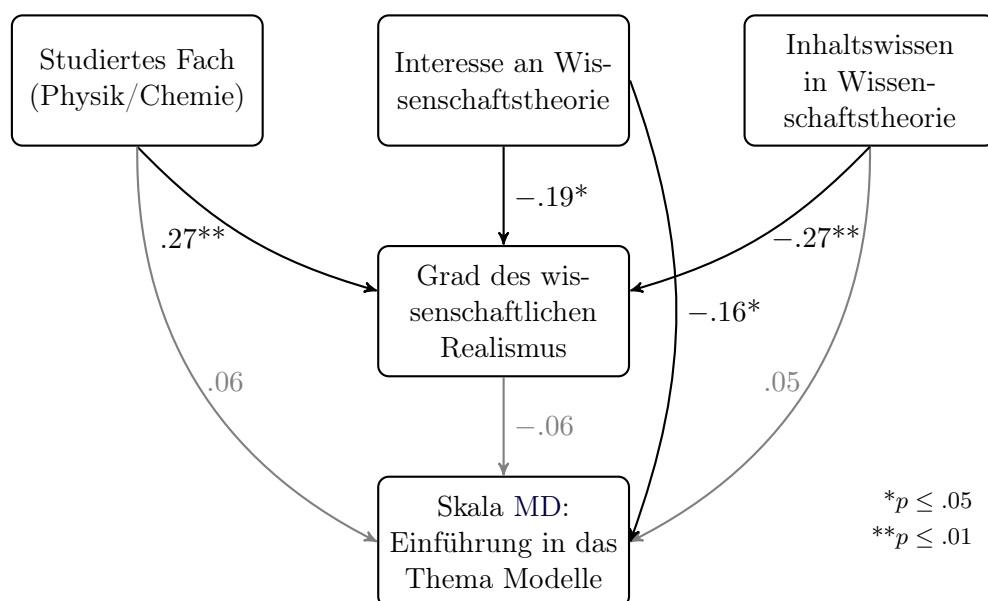 Studiertes Fach
(Physik/Chemie)
Interesse an Wis-
senschaftstheorie
Inhaltswissen
in Wissen-
schaftstheorie
−.19*
.27**
−.27**
Grad des wis-
senschaftlichen
Realismus
−.16*
.06
.05
−.06
Skala MD:
Einführung in das
Thema Modelle
*p ≤ .05
**p ≤ .01